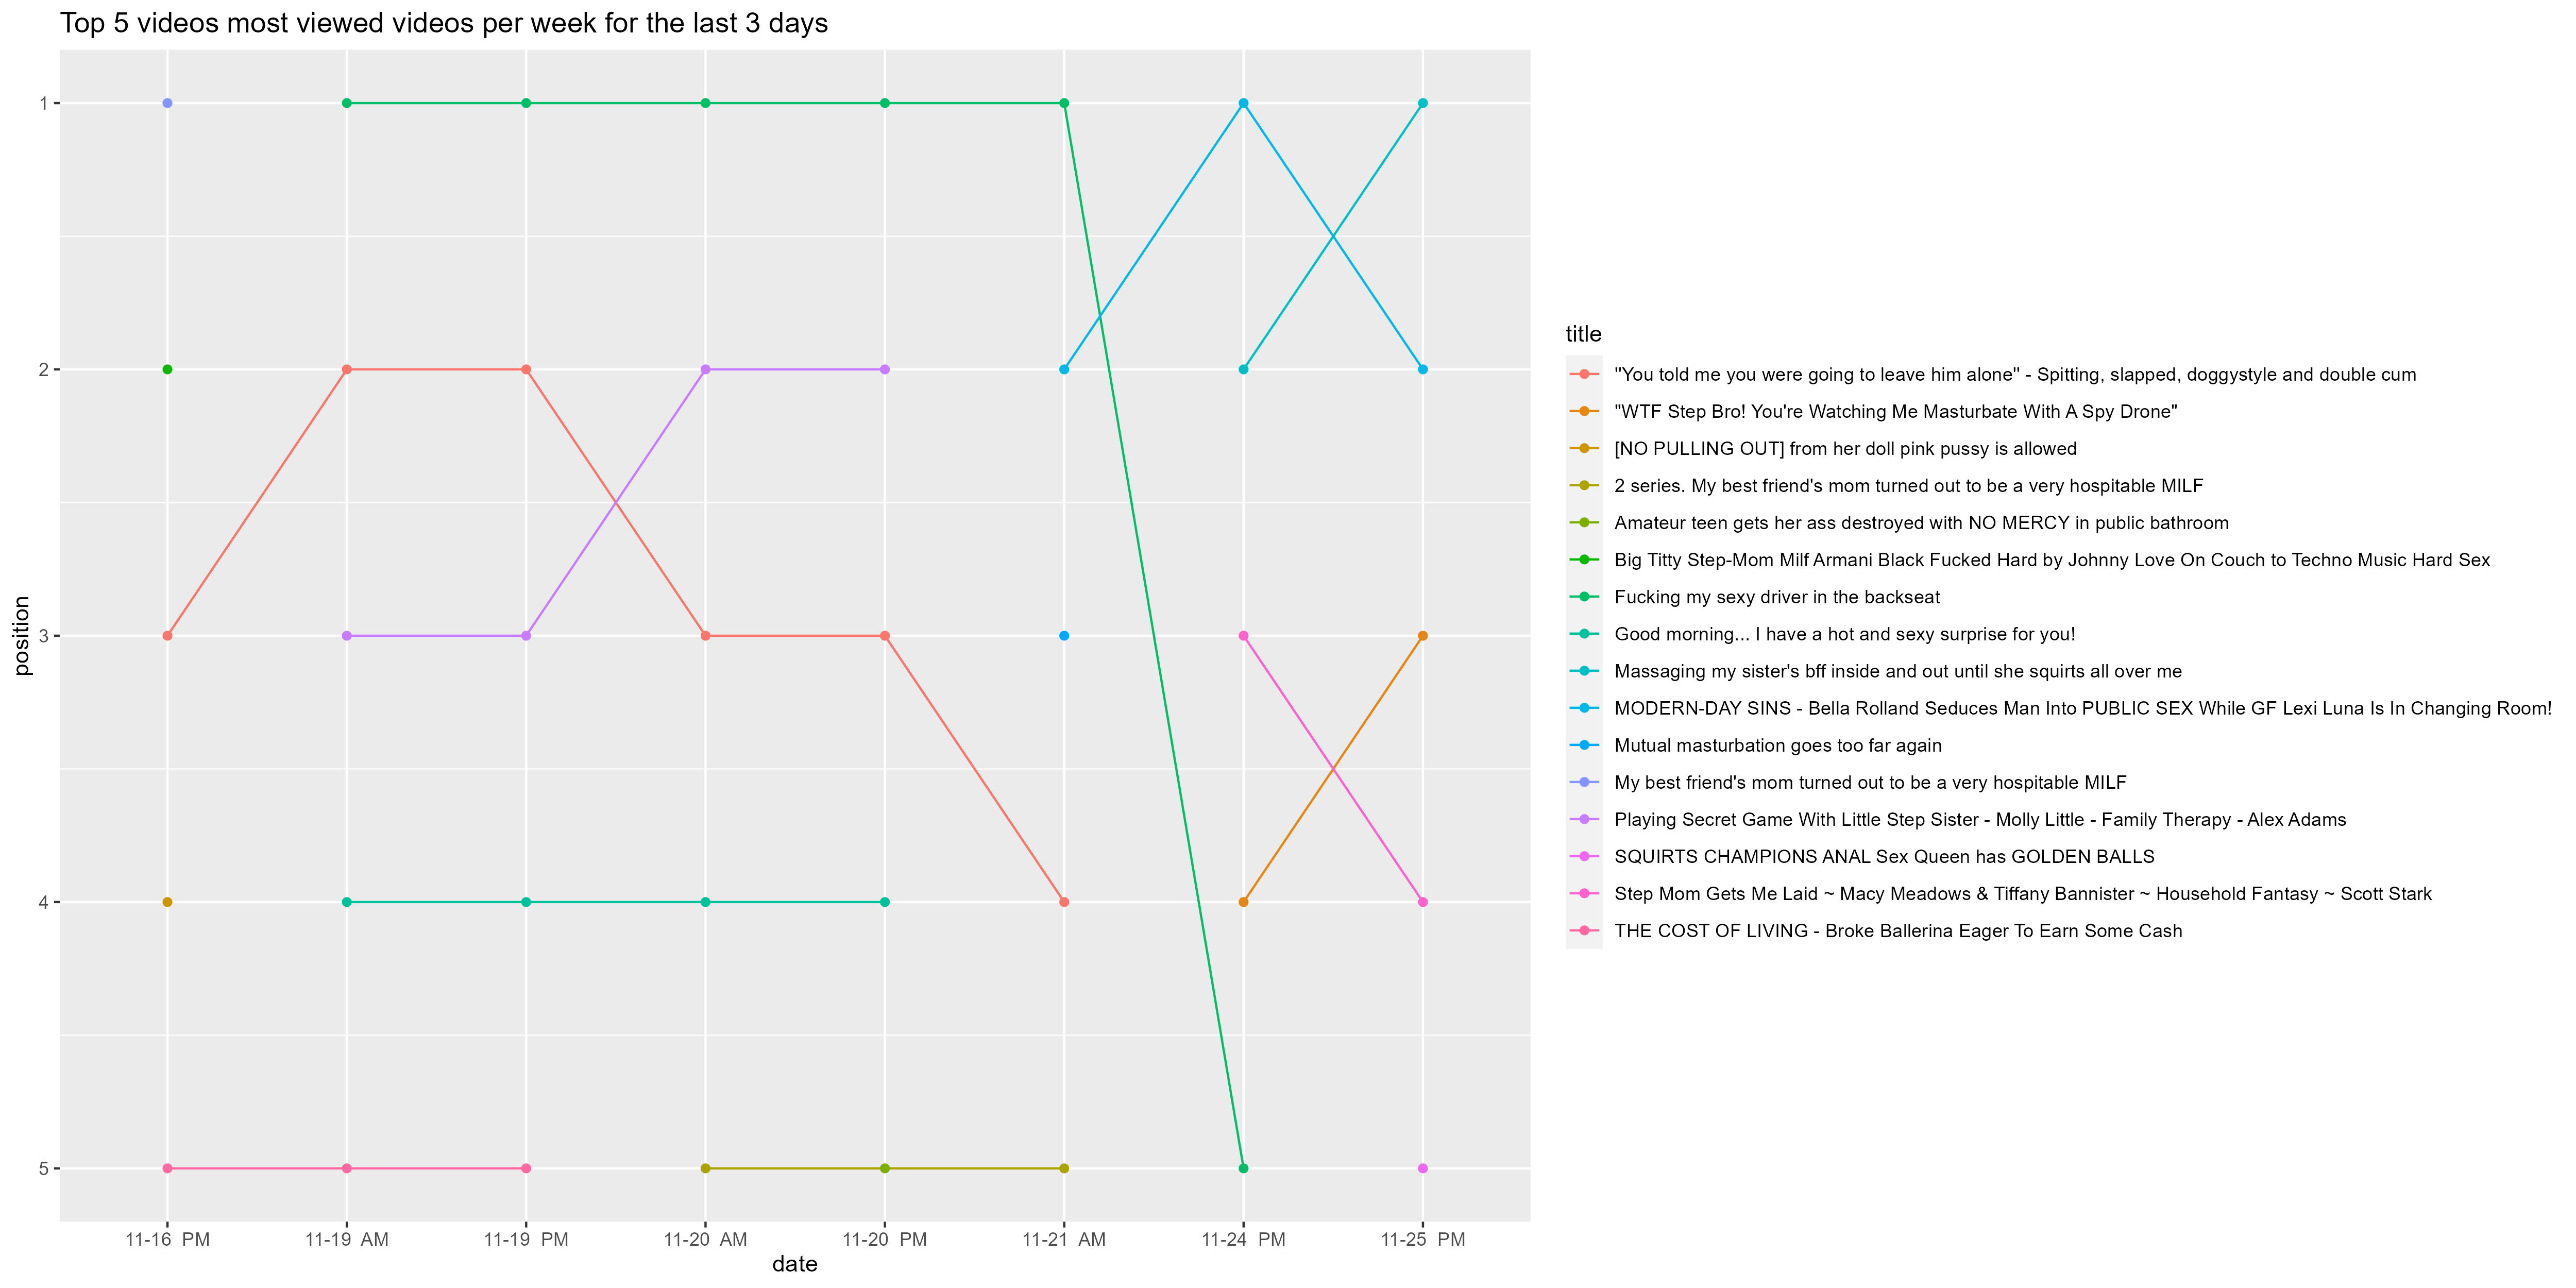 Top 5 videos most viewed videos per week for the last 3 days
position
1
2
3
4
5
11-16 PM
11-19 AM
11-19 PM
11-20 AM
11-20 PM
11-21 AM
11-24 PM
11-25 PM
date
title
"You told me you were going to leave him alone" - Spitting, slapped, doggystyle and double cum
"WTF Step Bro! You're Watching Me Masturbate With A Spy Drone"
[NO PULLING OUT] from her doll pink pussy is allowed
2 series. My best friend's mom turned out to be a very hospitable MILF
Amateur teen gets her ass destroyed with NO MERCY in public bathroom
Big Titty Step-Mom Milf Armani Black Fucked Hard by Johnny Love On Couch to Techno Music Hard Sex
Fucking my sexy driver in the backseat
Good morning... I have a hot and sexy surprise for you!
Massaging my sister's bff inside and out until she squirts all over me
MODERN-DAY SINS - Bella Rolland Seduces Man Into PUBLIC SEX While GF Lexi Luna Is In Changing Room!
Mutual masturbation goes too far again
My best friend's mom turned out to be a very hospitable MILF
Playing Secret Game With Little Step Sister - Molly Little - Family Therapy - Alex Adams
SQUIRTS CHAMPIONS ANAL Sex Queen has GOLDEN BALLS
Step Mom Gets Me Laid ~ Macy Meadows & Tiffany Bannister ~ Household Fantasy ~ Scott Stark
THE COST OF LIVING - Broke Ballerina Eager To Earn Some Cash